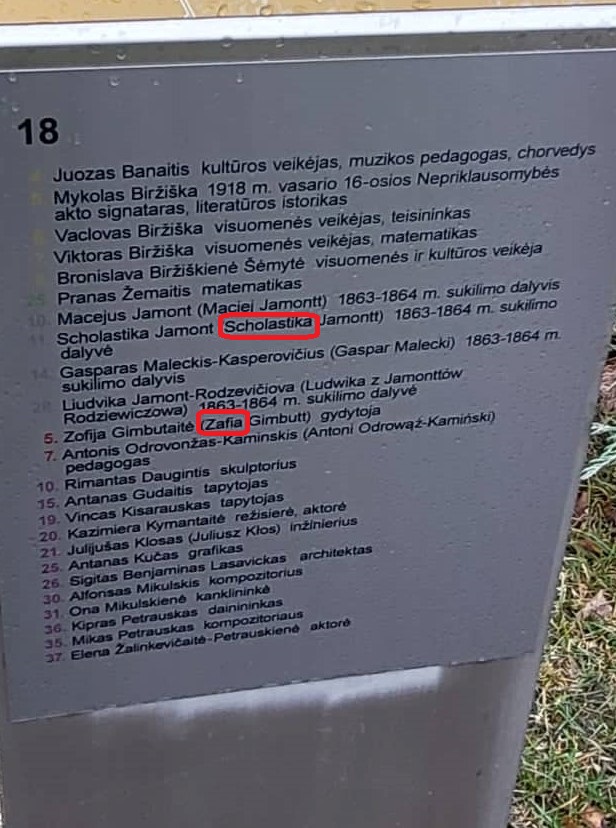 18
Juozas Banaitis kultūros veikėjas, muzikos pedagogas, chorvedys
Mykolas Biržiška 1918 m. vasario 16-osios Nepriklausomybės
akto signataras, literatūros istorikas
Vaclovas Biržiška visuomenės veikėjas, teisininkas
Viktoras Biržiška visuomenės veikėjas, matematikas
Bronislava Biržiškienė Šėmytė visuomenės ir kultūros veikėja
Pranas Žemaitis matematikas
10. Macejus Jamont (Maciej Jamontt) 1863-1864 m. sukilimo dalyvis
11. Scholastika Jamont (Scholastika Jamontt) 1863-1864 m. sukilimo
dalyvė
14. Gasparas Maleckis-Kasperovičius (Gaspar Malecki) 1863-1864 m.
sukilimo dalyvis
Liudvika Jamont-Rodzevičiova (Ludwika z Jamonttów
Rodziewiczowa) 1863-1864 m. sukilimo dalyvė
5. Zofija Gimbutaitė (Zafia Gimbutt) gydytoja
7. Antonis Odrovonžas-Kaminskis (Antoni Odrowąż-Kamiński)
pedagogas
10. Rimantas Daugintis skulptorius
15. Antanas Gudaitis tapytojas
19. Vincas Kisarauskas tapytojas
20. Kazimiera Kymantaitė režisierė, aktorė
21. Julijušas Klosas (Juliusz Kłos) inžinierius
25. Antanas Kučas grafikas
26. Sigitas Benjaminas Lasavickas architektas
30. Alfonsas Mikulskis kompozitorius
31. Ona Mikulskienė kanklininkė
36. Kipras Petrauskas dainininkas
35. Mikas Petrauskas kompozitoriaus
37. Elena Žalinkevičaitė-Petrauskienė aktorė